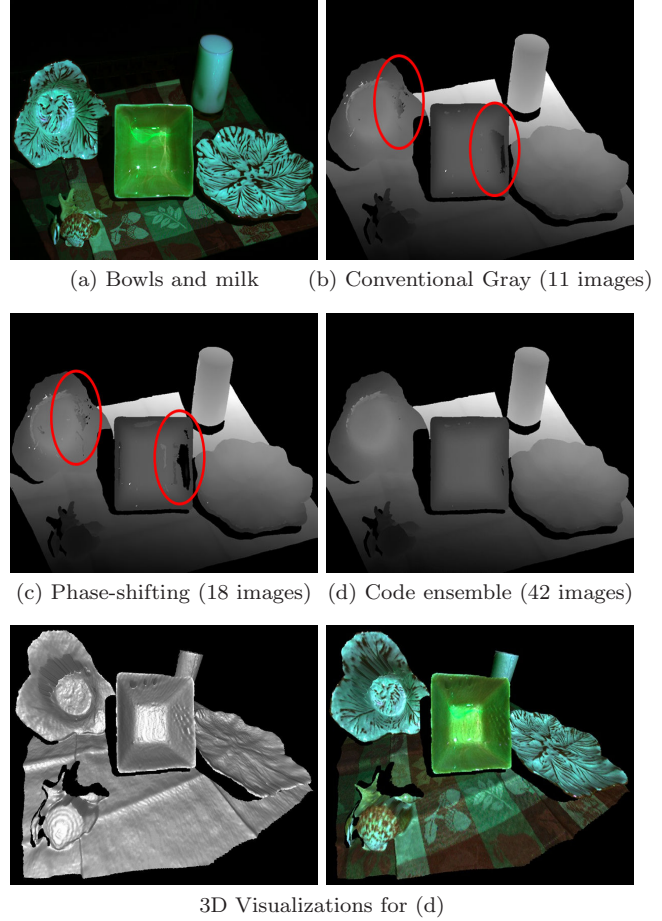 (a) Bowls and milk
(b) Conventional Gray (11 images)
(c) Phase-shifting (18 images)
(d) Code ensemble (42 images)
3D Visualizations for (d)